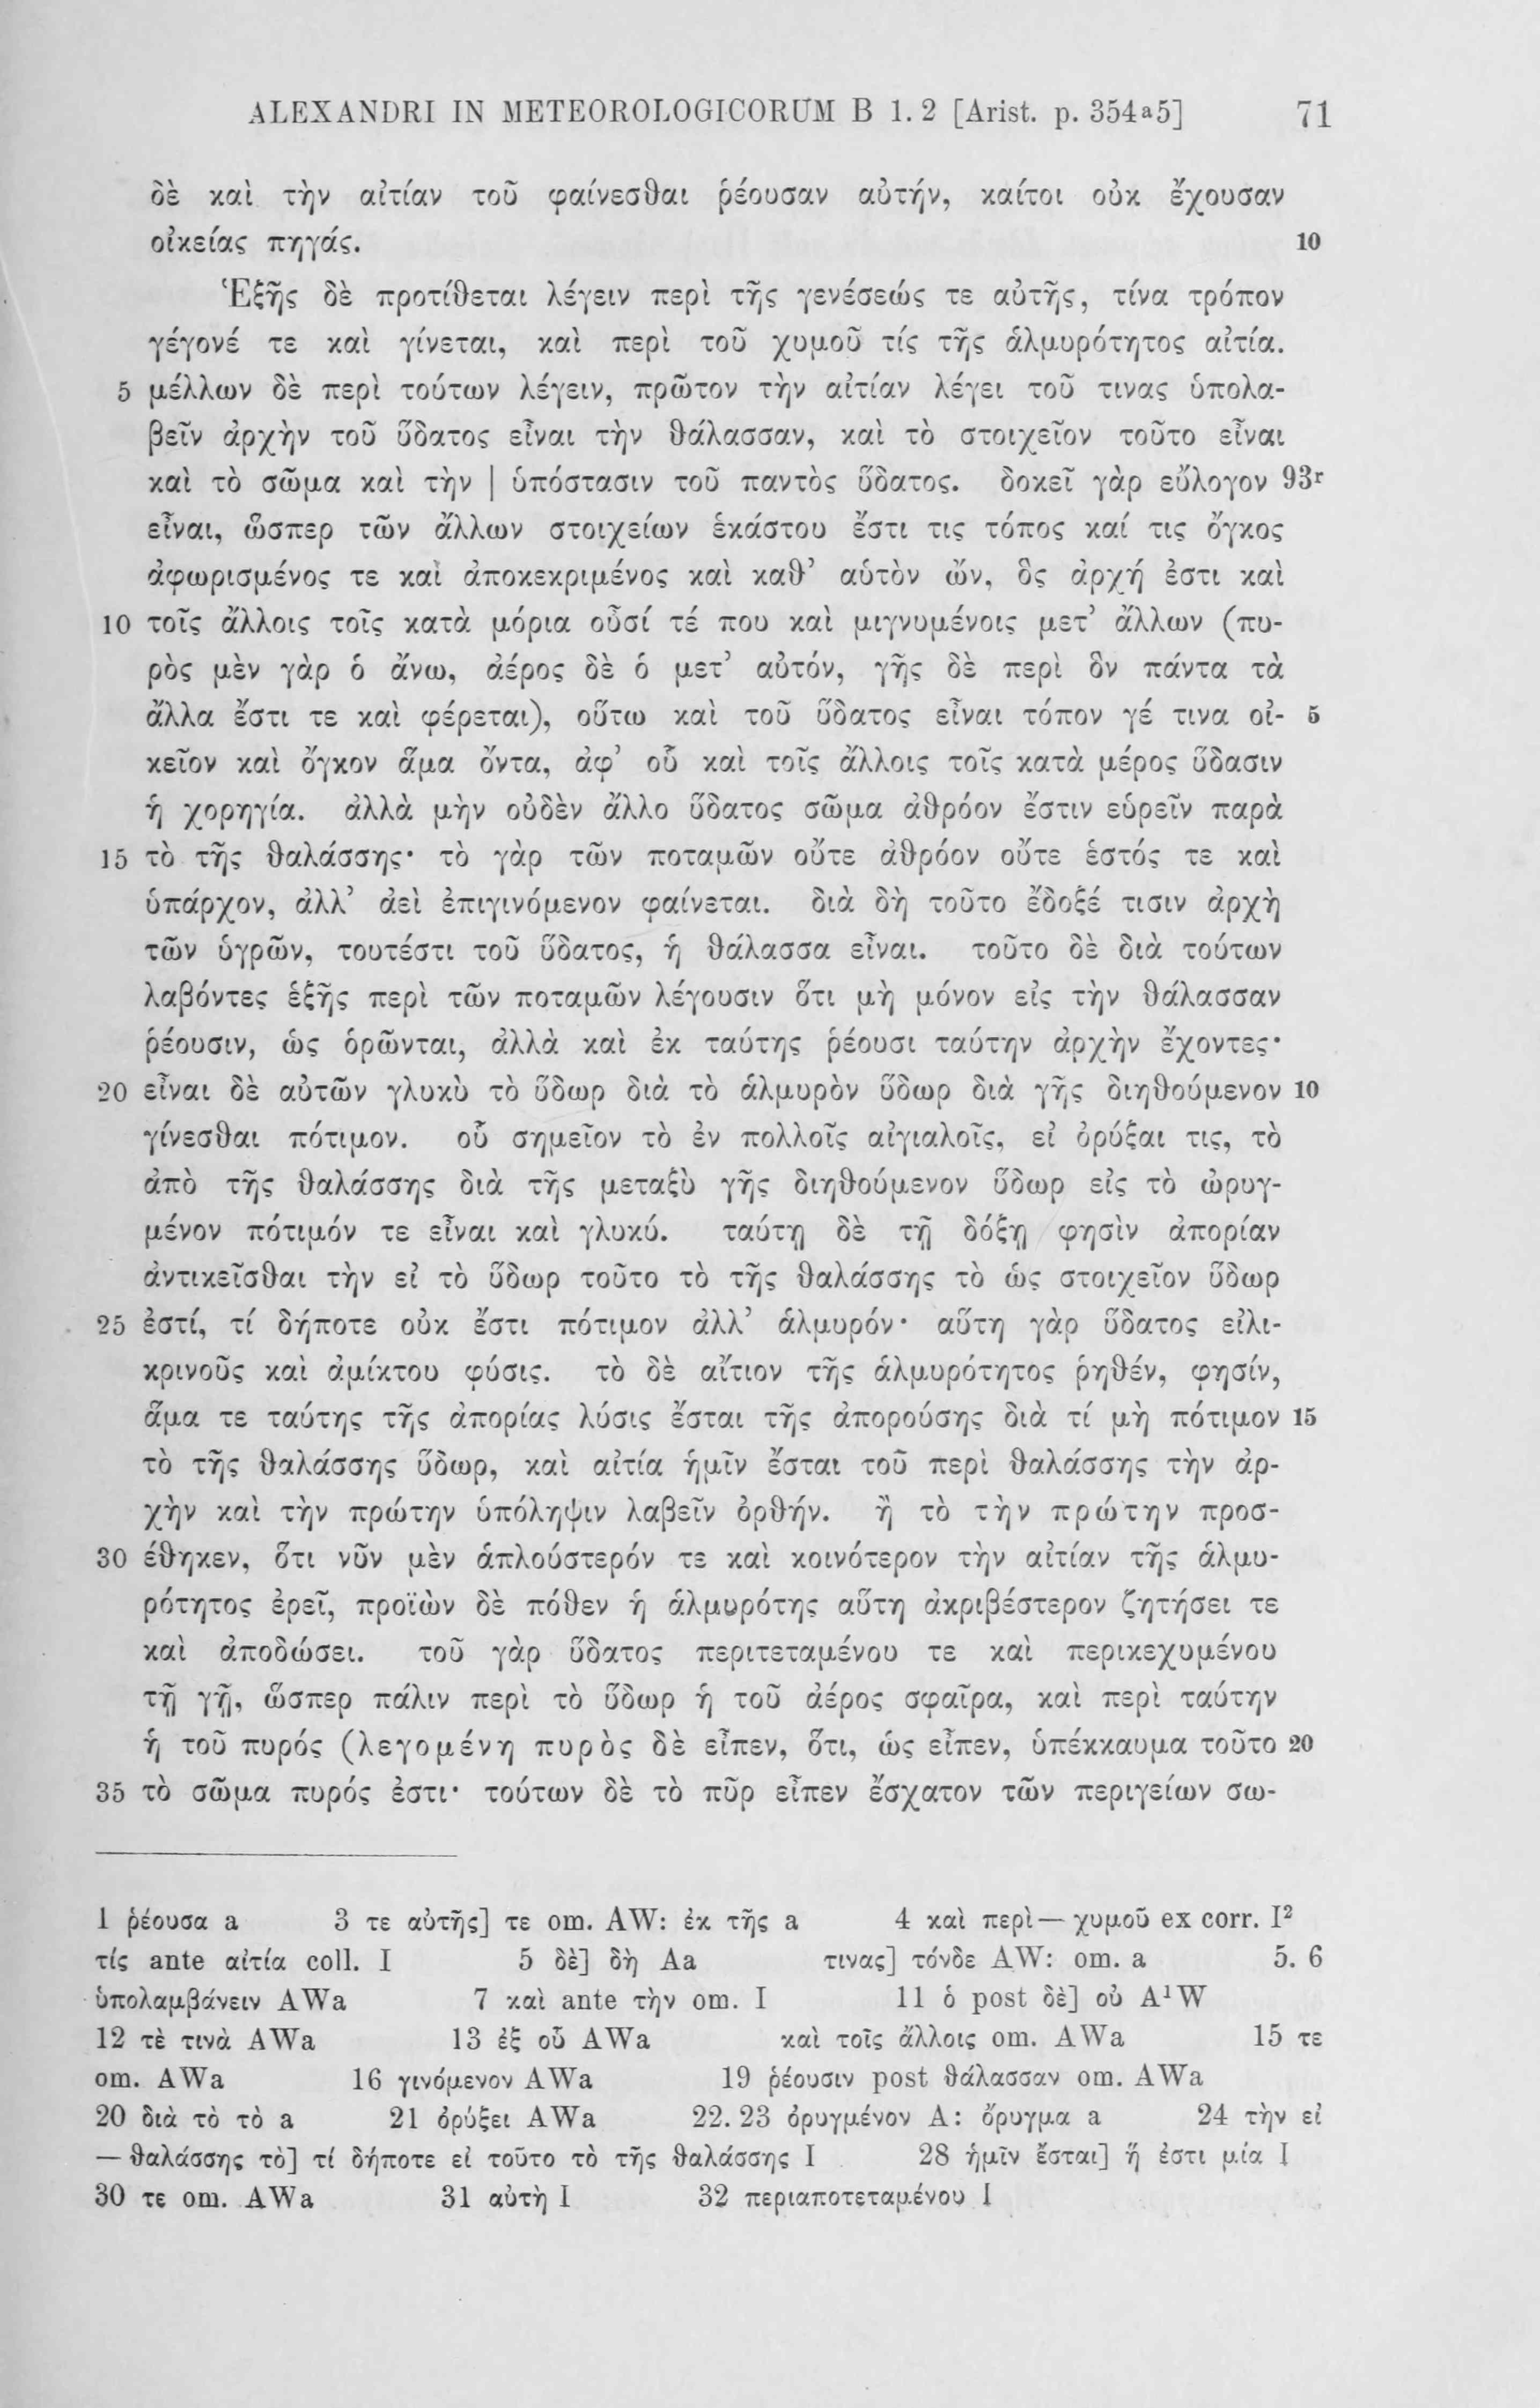 ALEXANDRI IN METEOROLOGICORUM B 1. 2 [Arist. p. 354a5] 71
δὲ καὶ τὴν αἰτίαν τοῦ φαίνεσθαι ῥέουσαν αὐτήν, καίτοι οὐκ ἔχουσαν
οἰκείας πηγάς. 10
Ἑξῆς δὲ προτίθεται λέγειν περὶ τῆς γενέσεώς τε αὐτῆς, τίνα τρόπον
γέγονέ τε καὶ γίνεται, καὶ περὶ τοῦ χυμοῦ τίς τῆς ἁλμυρότητος αἰτία.
5 μέλλων δὲ περὶ τούτων λέγειν, πρῶτον τὴν αἰτίαν λέγει τοῦ τινας ὑπολα-
βεῖν ἀρχὴν τοῦ ὕδατος εἶναι τὴν θάλασσαν, καὶ τὸ στοιχεῖον τοῦτο εἶναι
καὶ τὸ σῶμα καὶ τὴν | ὑπόστασιν τοῦ παντὸς ὕδατος. δοκεῖ γὰρ εὔλογον 93r
εἶναι, ὥσπερ τῶν ἄλλων στοιχείων ἑκάστου ἔστι τις τόπος καί τις ὄγκος
ἀφωρισμένος τε καὶ ἀποκεκριμένος καὶ καθ’ αὑτὸν ὤν, ὃς ἀρχή ἐστι καὶ
10 τοῖς ἄλλοις τοῖς κατὰ μόρια οὖσί τέ που καὶ μιγνυμένοις μετ’ ἄλλων (πυ-
ρὸς μὲν γὰρ ὁ ἄνω, ἀέρος δὲ ὁ μετ’ αὐτόν, γῆς δὲ περὶ ὃν πάντα τὰ
ἄλλα ἔστι τε καὶ φέρεται), οὕτω καὶ τοῦ ὕδατος εἶναι τόπον γέ τινα οἰ- 5
κεῖον καὶ ὄγκον ἅμα ὄντα, ἀφ’ οὗ καὶ τοῖς ἄλλοις τοῖς κατὰ μέρος ὕδασιν
ἡ χορηγία. ἀλλὰ μὴν οὐδὲν ἄλλο ὕδατος σῶμα ἀθρόον ἔστιν εὑρεῖν παρὰ
15 τὸ τῆς θαλάσσης· τὸ γὰρ τῶν ποταμῶν οὔτε ἀθρόον οὔτε ἑστός τε καὶ
ὑπάρχον, ἀλλ’ ἀεὶ ἐπιγινόμενον φαίνεται. διὰ δὴ τοῦτο ἔδοξέ τισιν ἀρχὴ
τῶν ὑγρῶν, τουτέστι τοῦ ὕδατος, ἡ θάλασσα εἶναι. τοῦτο δὲ διὰ τούτων
λαβόντες ἑξῆς περὶ τῶν ποταμῶν λέγουσιν ὅτι μὴ μόνον εἰς τὴν θάλασσαν
ῥέουσιν, ὡς ὁρῶνται, ἀλλὰ καὶ ἐκ ταύτης ῥέουσι ταύτην ἀρχὴν ἔχοντες·
20 εἶναι δὲ αὐτῶν γλυκὺ τὸ ὕδωρ διὰ τὸ ἁλμυρὸν ὕδωρ διὰ γῆς διηθούμενον 10
γίνεσθαι πότιμον. οὗ σημεῖον τὸ ἐν πολλοῖς αἰγιαλοῖς, εἰ ὀρύξαι τις, τὸ
ἀπὸ τῆς θαλάσσης διὰ τῆς μεταξὺ γῆς διηθούμενον ὕδωρ εἰς τὸ ὠρυγ-
μένον πότιμόν τε εἶναι καὶ γλυκύ. ταύτῃ δὲ τῇ δόξῃ φησὶν ἀπορίαν
ἀντικεῖσθαι τὴν εἰ τὸ ὕδωρ τοῦτο τὸ τῆς θαλάσσης τὸ ὡς στοιχεῖον ὕδωρ
25 ἐστί, τί δήποτε οὐκ ἔστι πότιμον ἀλλ’ ἁλμυρόν· αὕτη γὰρ ὕδατος εἰλι-
κρινοῦς καὶ ἀμίκτου φύσις. τὸ δὲ αἴτιον τῆς ἁλμυρότητος ῥηθέν, φησίν,
ἅμα τε ταύτης τῆς ἀπορίας λύσις ἔσται τῆς ἀπορούσης διὰ τί μὴ πότιμον 15
τὸ τῆς θαλάσσης ὕδωρ, καὶ αἰτία ἡμῖν ἔσται τοῦ περὶ θαλάσσης τὴν ἀρ-
χὴν καὶ τὴν πρώτην ὑπόληψιν λαβεῖν ὀρθήν. ἢ τὸ τὴν πρώτην προσ-
30 έθηκεν, ὅτι νῦν μὲν ἁπλούστερόν τε καὶ κοινότερον τὴν αἰτίαν τῆς ἁλμυ-
ρότητος ἐρεῖ, προϊὼν δὲ πόθεν ἡ ἁλμυρότης αὕτη ἀκριβέστερον ζητήσει τε
καὶ ἀποδώσει. τοῦ γὰρ ὕδατος περιτεταμένου τε καὶ περικεχυμένου
τῇ γῇ, ὥσπερ πάλιν περὶ τὸ ὕδωρ ἡ τοῦ ἀέρος σφαῖρα, καὶ περὶ ταύτην
ἡ τοῦ πυρός (λεγομένη πυρὸς δὲ εἶπεν, ὅτι, ὡς εἶπεν, ὑπέκκαυμα τοῦτο 20
35 τὸ σῶμα πυρός ἐστι· τούτων δὲ τὸ πῦρ εἶπεν ἔσχατον τῶν περιγείων σω-
1 ῥέουσα a 3 τε αὐτῆς] τε om. AW: ἐκ τῆς a 4 καὶ περὶ — χυμοῦ ex corr. I²
τίς ante αἰτία coll. I 5 δὲ] δὴ Aa τινας] τόνδε AW: om. a 5. 6
ὑπολαμβάνειν AWa 7 καὶ ante τὴν om. I 11 ὁ post δὲ] οὐ A¹W
12 τὲ τινὰ AWa 13 ἐξ οὗ AWa καὶ τοῖς ἄλλοις om. AWa 15 τε
om. AWa 16 γινόμενον AWa 19 ῥέουσιν post θάλασσαν om. AWa
20 διὰ τὸ τὸ a 21 ὀρύξει AWa 22. 23 ὀρυγμένον A: ὄρυγμα a 24 τὴν εἰ
— θαλάσσης τὸ] τί δήποτε εἰ τοῦτο τὸ τῆς θαλάσσης I 28 ἡμῖν ἔσται] ἥ ἐστι μία I
30 τε om. AWa 31 αὐτὴ I 32 περιαποτεταμένου I